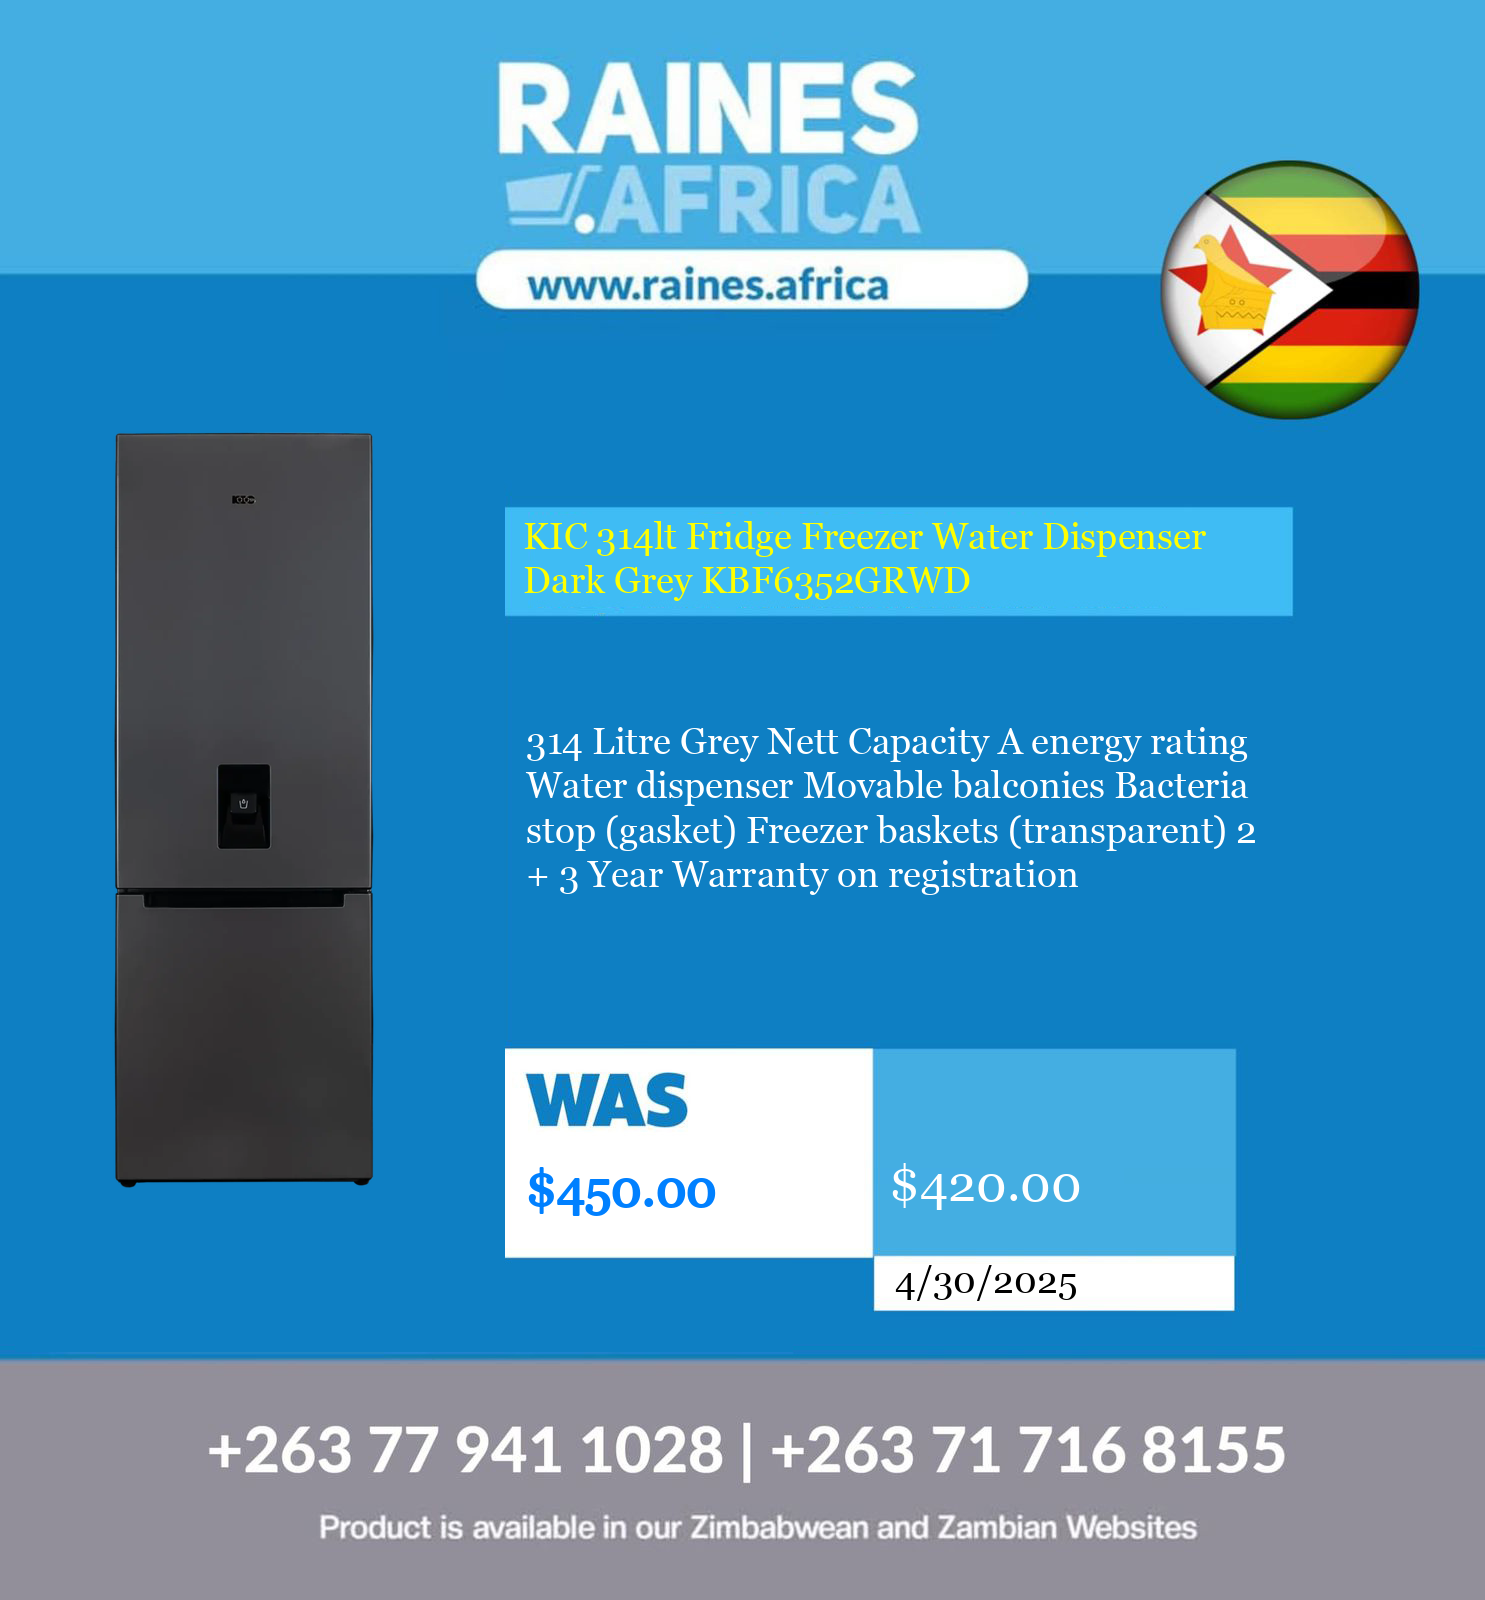 RAINES
.AFRICA
www.raines.africa
KIC 314lt Fridge Freezer Water Dispenser
Dark Grey KBF6352GRWD
314 Litre Grey Nett Capacity A energy rating
Water dispenser Movable balconies Bacteria
stop (gasket) Freezer baskets (transparent) 2
+ 3 Year Warranty on registration
WAS
$450.00
$420.00
4/30/2025
+263 77 941 1028 | +263 71 716 8155
Product is available in our Zimbabwean and Zambian Websites